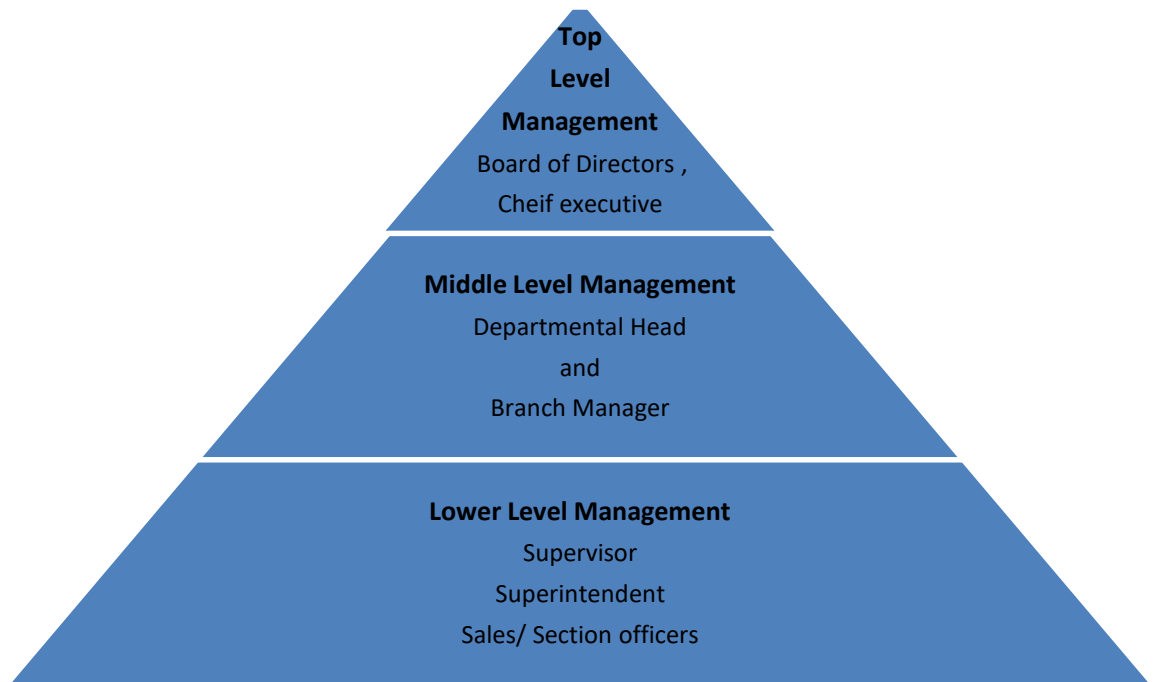 Top
Level
Management
Board of Directors ,
Cheif executive
Middle Level Management
Departmental Head
and
Branch Manager
Lower Level Management
Supervisor
Superintendent
Sales/ Section officers